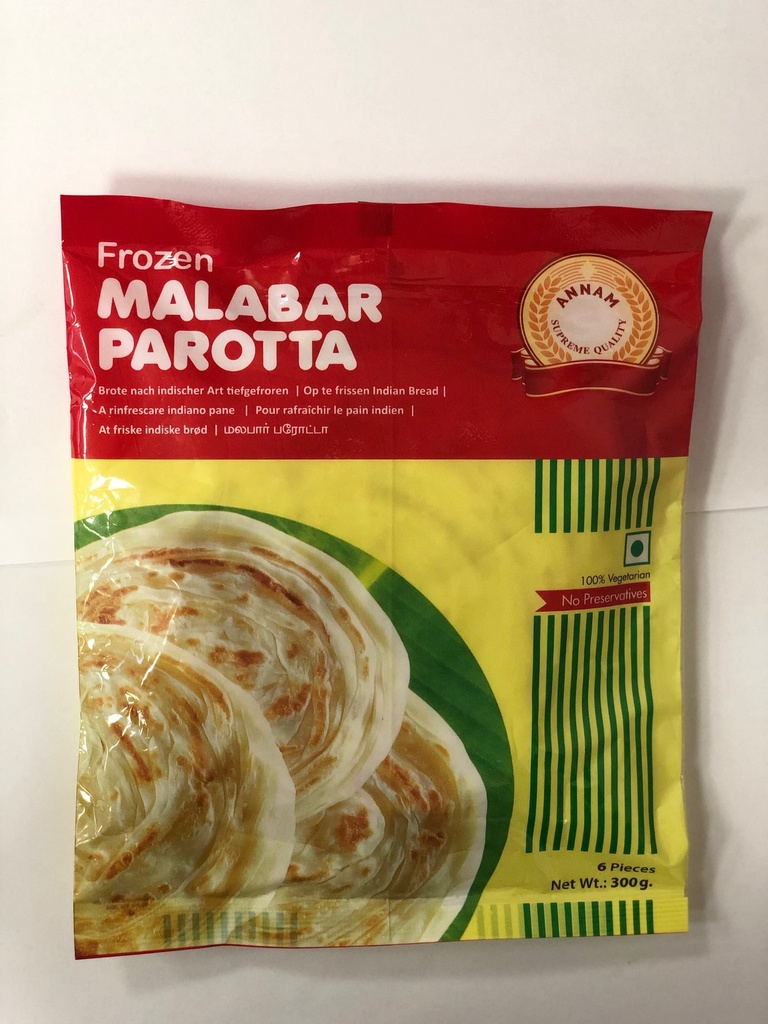 Frozen
MALABAR
PAROTTA
ANNAM
SUPREME QUALITY
Brote nach indischer Art tiefgefroren | Op te frissen Indian Bread |
A rinfrescare indiano pane | Pour rafraîchir le pain indien |
At friske indiske brød | மலபார் பரோட்டா
100% Vegetarian
No Preservatives
6 Pieces
Net Wt.: 300g.